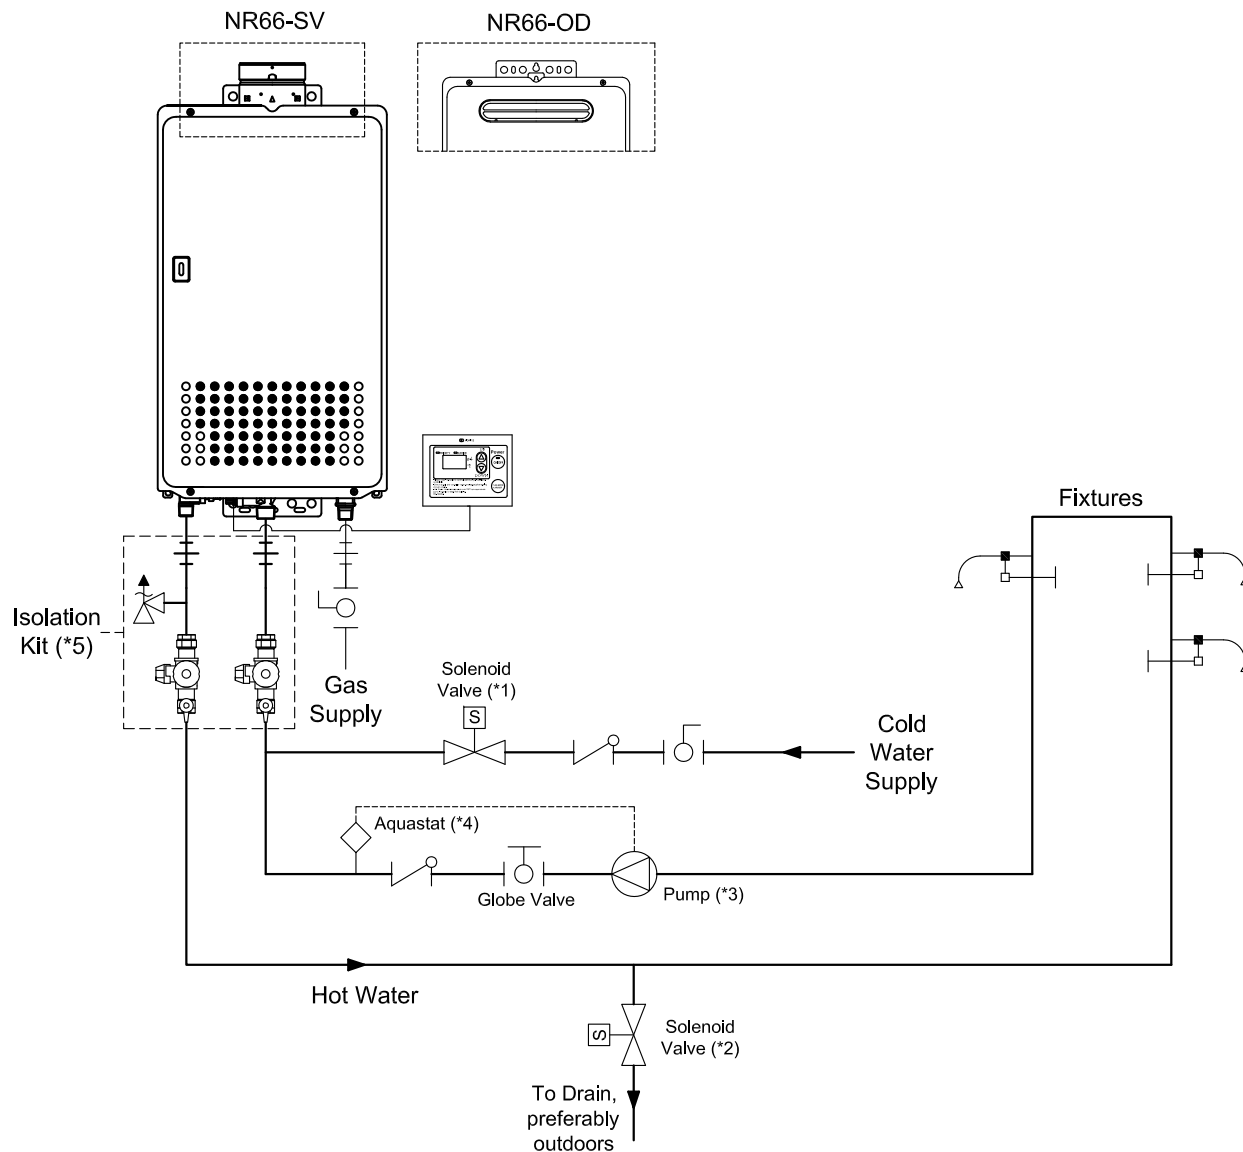 NR66-SV
NR66-OD
Power
Fixtures
Isolation
Kit (*5)
Gas
Supply
Solenoid
Valve (*1)
S
Cold
Water
Supply
Aquastat (*4)
Globe Valve
Pump (*3)
Hot Water
S
Solenoid
Valve (*2)
To Drain,
preferably
outdoors